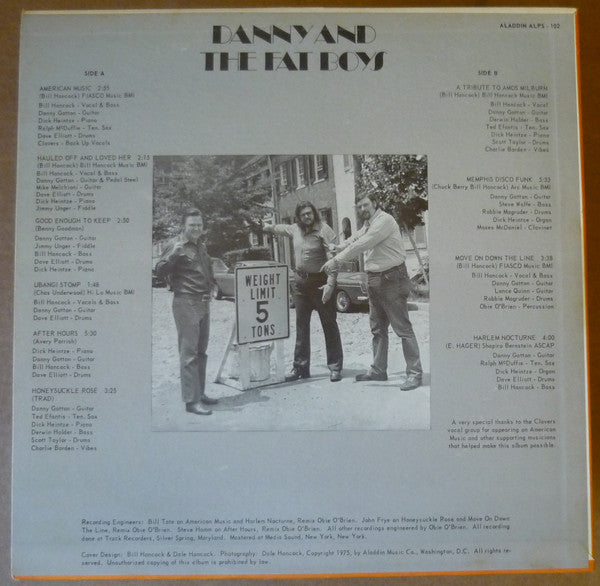 DANNY AND
THE FAT BOYS
ALADDIN ALPS - 102
SIDE A
AMERICAN MUSIC 2:55
(Bill Hancock) FIASCO Music BMI
Bill Hancock - Vocal & Bass
Danny Gatton - Guitar
Dick Heintze - Piano
Ralph McDuffie - Ten. Sax
Dave Elliott - Drums
Clovers - Back Up Vocals
HAULED OFF AND LOVED HER 2:15
(Bill Hancock) Bill Hancock Music BMI
Bill Hancock - Vocal & Bass
Danny Gatton - Guitar & Pedal Steel
Mike Melchioni - Guitar
Dave Elliott - Drums
Dick Heintze - Piano
Jimmy Unger - Fiddle
GOOD ENOUGH TO KEEP 2:50
(Benny Goodman)
Danny Gatton - Guitar
Jimmy Unger - Fiddle
Bill Hancock - Bass
Dave Elliott - Drums
Dick Heintze - Piano
UBANGI STOMP 1:48
(Chas Underwood) Hi Lo Music BMI
Bill Hancock - Vocals & Bass
Danny Gatton - Guitar
Dave Elliott - Drums
AFTER HOURS 5:30
(Avery Parrish)
Dick Heintze - Piano
Danny Gatton - Guitar
Bill Hancock - Bass
Dave Elliott - Drums
HONEYSUCKLE ROSE 3:25
(TRAD)
Danny Gatton - Guitar
Ted Efantis - Ten. Sax
Dick Heintze - Piano
Derwin Holder - Bass
Scott Taylor - Drums
Charlie Barden - Vibes
WEIGHT
LIMIT
5
TONS
SIDE B
A TRIBUTE TO AMOS MILBURN
(Bill Hancock) Bill Hancock Music BMI
Bill Hancock - Vocal
Danny Gatton - Guitar
Derwin Holder - Bass
Ted Efantis - Ten. Sax
Dick Heintze - Piano
Scott Taylor - Drums
Charlie Barden - Vibes
MEMPHIS DISCO FUNK 5:35
(Chuck Berry Bill Hancock) Arc Music BMI
Danny Gatton - Guitar
Steve Wolfe - Bass
Robbie Magruder - Drums
Dick Heintze - Organ
Moses McDaniel - Clavinet
MOVE ON DOWN THE LINE 3:38
(Bill Hancock) FIASCO Music BMI
Bill Hancock - Vocals & Bass
Danny Gatton - Guitar
Lance Quinn - Guitar
Robbie Magruder - Drums
Obie O'Brien - Percussion
HARLEM NOCTURNE 4:00
(E. HAGER) Shapiro Bernstein ASCAP
Danny Gatton - Guitar
Ralph McDuffie - Ten. Sax
Dick Heintze - Organ
Dave Elliott - Drums
Bill Hancock - Bass
A very special thanks to the Clovers
vocal group for appearing on American
Music and other supporting musicians
that helped make this album possible.
Recording Engineers: Bill Tate on American Music and Harlem Nocturne, Remix Obie O'Brien. John Frye on Honeysuckle Rose and Move On Down
The Line, Remix Obie O'Brien. Steve Hamm on After Hours. All other recordings engineered by Obie O'Brien. All recording
done at Track Recorders, Silver Spring, Maryland. Mastered at Media Sound, New York, New York.
Cover Design: Bill Hancock & Dale Hancock. Photography: Dale Hancock, Copyright 1975, by Aladdin Music Co., Washington, D.C. All rights re-
served. Unauthorized copying of this album is prohibited by law.